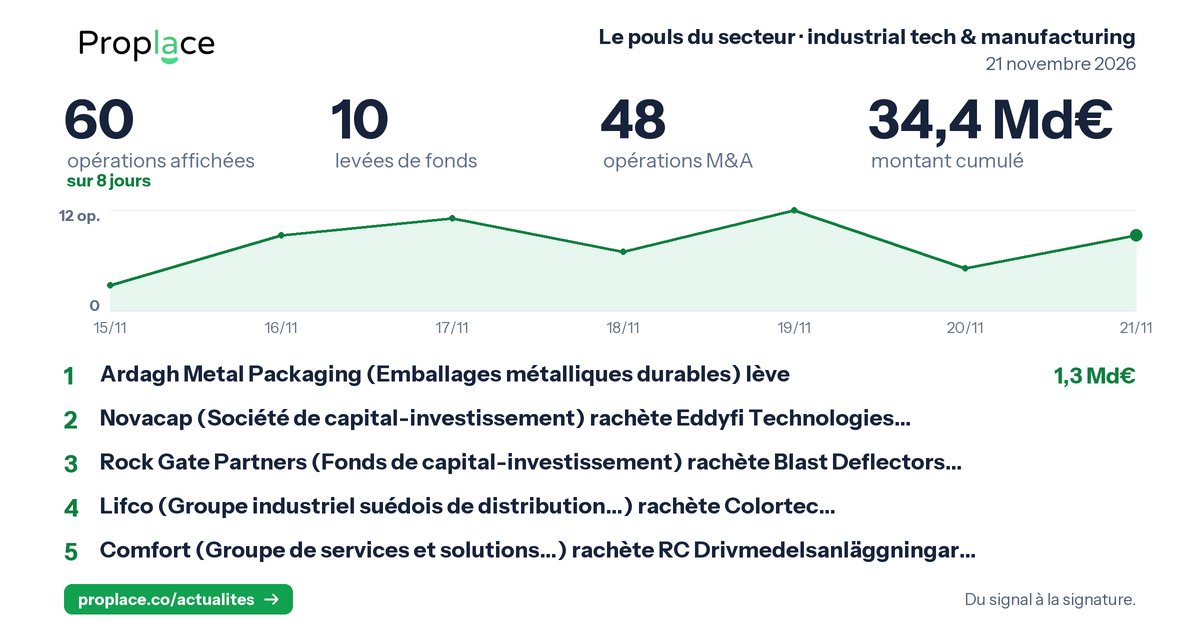 Proplace
Le pouls du secteur · industrial tech & manufacturing
21 novembre 2026
60
opérations affichées
sur 8 jours
10
levées de fonds
48
opérations M&A
34,4 Md€
montant cumulé
12 op.
0
15/11 16/11 17/11 18/11 19/11 20/11 21/11
1 Ardagh Metal Packaging (Emballages métalliques durables) lève 1,3 Md€
2 Novacap (Société de capital-investissement) rachète Eddyfi Technologies...
3 Rock Gate Partners (Fonds de capital-investissement) rachète Blast Deflectors...
4 Lifco (Groupe industriel suédois de distribution...) rachète Colortec...
5 Comfort (Groupe de services et solutions...) rachète RC Drivmedelsanläggningar...
proplace.co/actualites →
Du signal à la signature.